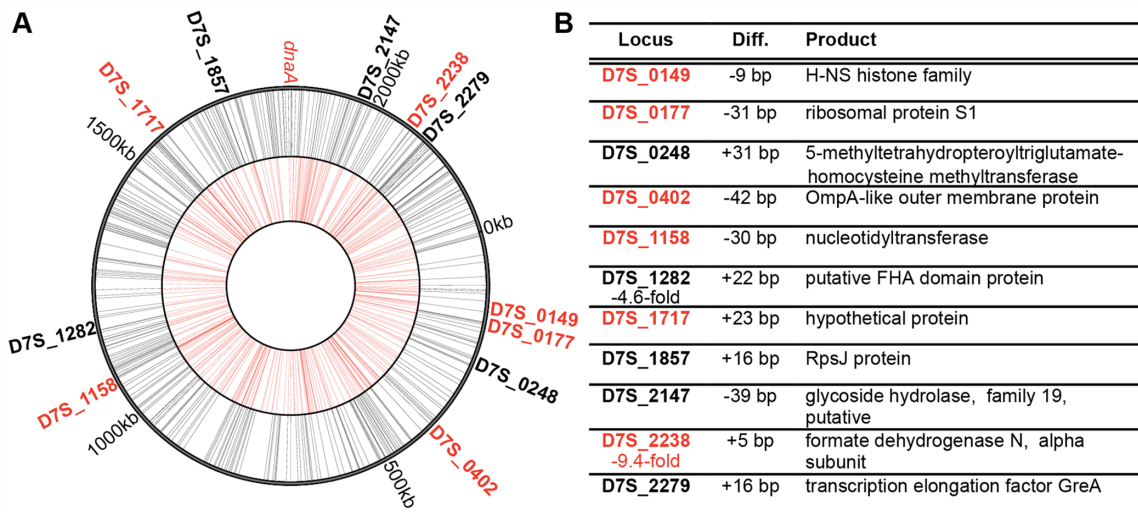 A
dnaA
D7S_2147
2000kb
D7S_2238
D7S_2279
0kb
D7S_0149
D7S_0177
D7S_0248
D7S_0402
500kb
1000kb
D7S_1158
D7S_1282
1500kb
D7S_1717
D7S_1857
B
Locus Diff. Product
D7S_0149 -9 bp H-NS histone family
D7S_0177 -31 bp ribosomal protein S1
D7S_0248 +31 bp 5-methyltetrahydropteroyltriglutamate-
homocysteine methyltransferase
D7S_0402 -42 bp OmpA-like outer membrane protein
D7S_1158 -30 bp nucleotidyltransferase
D7S_1282 +22 bp putative FHA domain protein
-4.6-fold
D7S_1717 +23 bp hypothetical protein
D7S_1857 +16 bp RpsJ protein
D7S_2147 -39 bp glycoside hydrolase, family 19,
putative
D7S_2238 +5 bp formate dehydrogenase N, alpha
-9.4-fold subunit
D7S_2279 +16 bp transcription elongation factor GreA